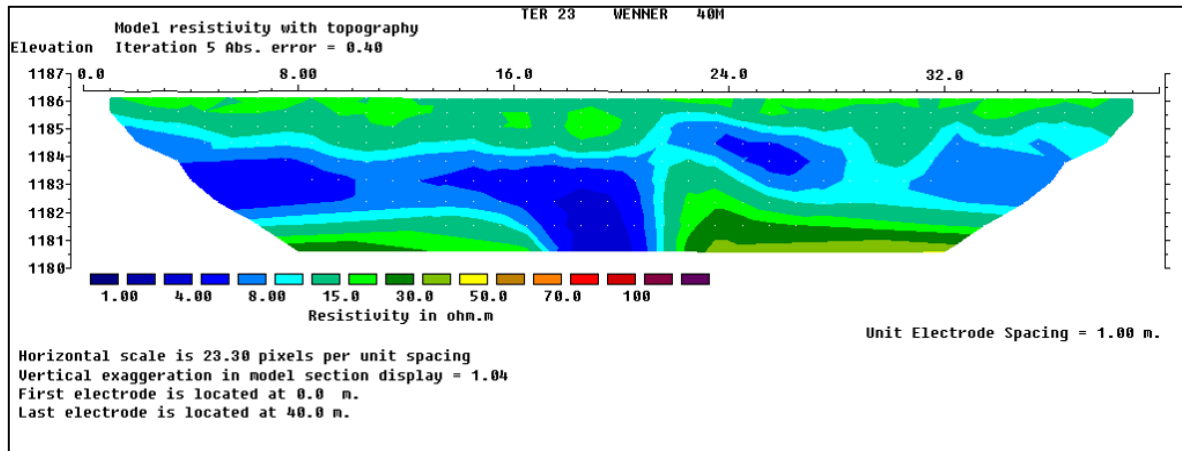 TER 23 WENNER 40M
Model resistivity with topography
Elevation Iteration 5 Abs. error = 0.40
1187 0.0 8.00 16.0 24.0 32.0
1186
1185
1184
1183
1182
1181
1180
1.00 4.00 8.00 15.0 30.0 50.0 70.0 100
Resistivity in ohm.m
Unit Electrode Spacing = 1.00 m.
Horizontal scale is 23.30 pixels per unit spacing
Vertical exaggeration in model section display = 1.04
First electrode is located at 0.0 m.
Last electrode is located at 40.0 m.